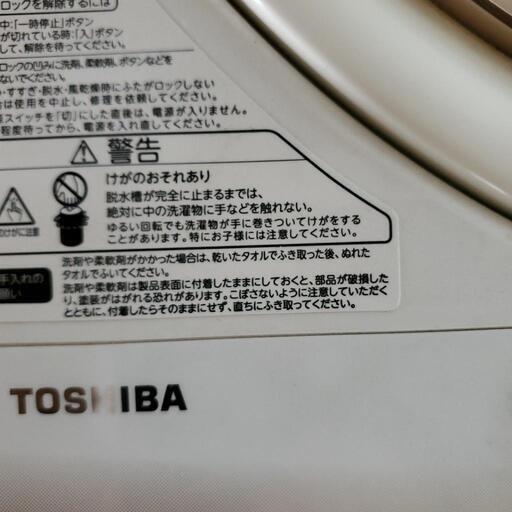 ロックを解除するには
中:「一時停止」ボタン
が切れている時:「入」ボタン
して、解除を待ってください。
ロックの凹みに洗剤、柔軟剤、ボタンなどを
ないでください。
・すすぎ・脱水・風乾燥時にふたがロックしない
合は使用を中止し、修理を依頼してください。
スイッチを「切」にした直後は、電源が入りません。
程度待ってから、電源を入れてください。
警告
けがのおそれあり
脱水槽が完全に止まるまでは、
絶対に中の洗濯物に手などを触れない。
ゆるい回転でも洗濯物が手に巻きついてけがをする
ことがあります。特にお子様には注意してください。
のけがに注意
手入れの
願い
洗剤や柔軟剤がかかった場合は、乾いたタオルでふき取った後、ぬれた
タオルでふいてください。
洗剤や柔軟剤は製品表面に付着したままにしておくと、部品が破損した
り、塗装がはがれる恐れがあります。こぼさないように注意していただく
とともに、付着したらそのままにせず、直ちにふき取ってください。
TOSHIBA